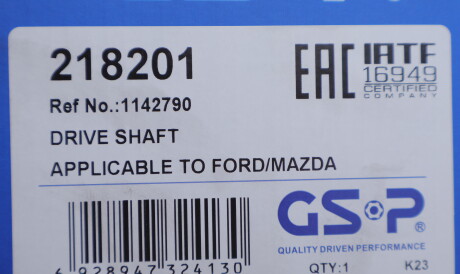 218201
EAC IATF
16949
CERTIFIED
COMPANY
Ref No.:1142790
DRIVE SHAFT
APPLICABLE TO FORD/MAZDA
GSP®
QUALITY DRIVEN PERFORMANCE
6 928947 324130
QTY:1 K23